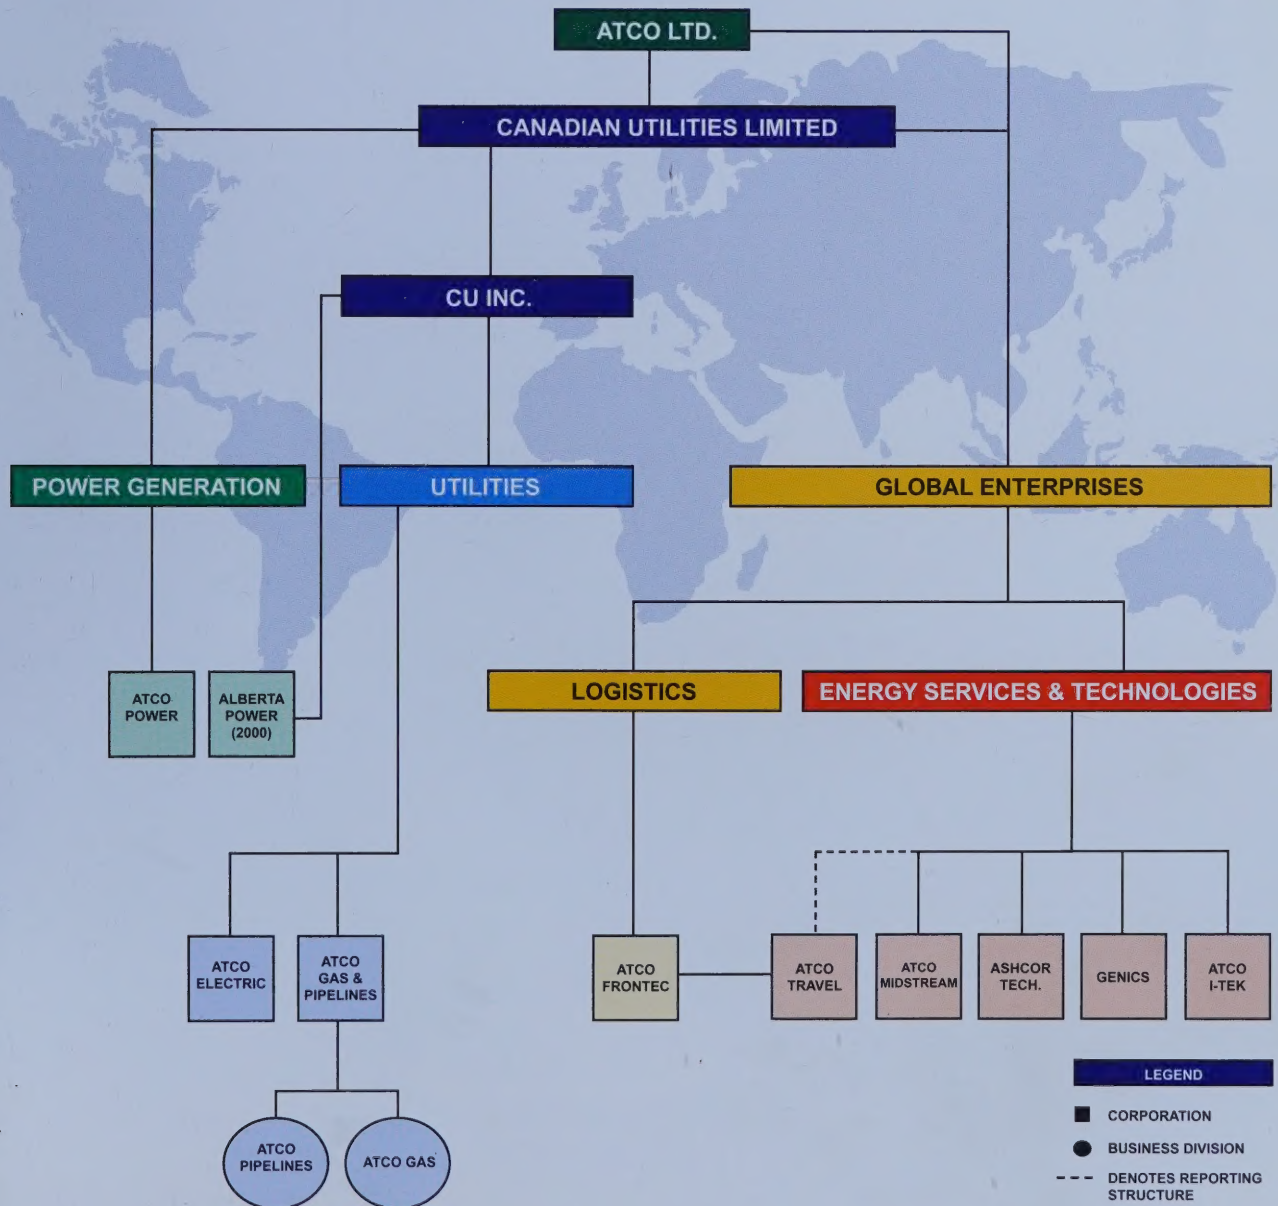 ATCO LTD.
CANADIAN UTILITIES LIMITED
CU INC.
POWER GENERATION
UTILITIES
GLOBAL ENTERPRISES
ATCO
POWER
ALBERTA
POWER
(2000)
LOGISTICS
ENERGY SERVICES & TECHNOLOGIES
ATCO
ELECTRIC
ATCO
GAS &
PIPELINES
ATCO
FRONTEC
ATCO
TRAVEL
ATCO
MIDSTREAM
ASHCOR
TECH.
GENICS
ATCO
I-TEK
ATCO
PIPELINES
ATCO GAS
LEGEND
CORPORATION
BUSINESS DIVISION
DENOTES REPORTING
STRUCTURE